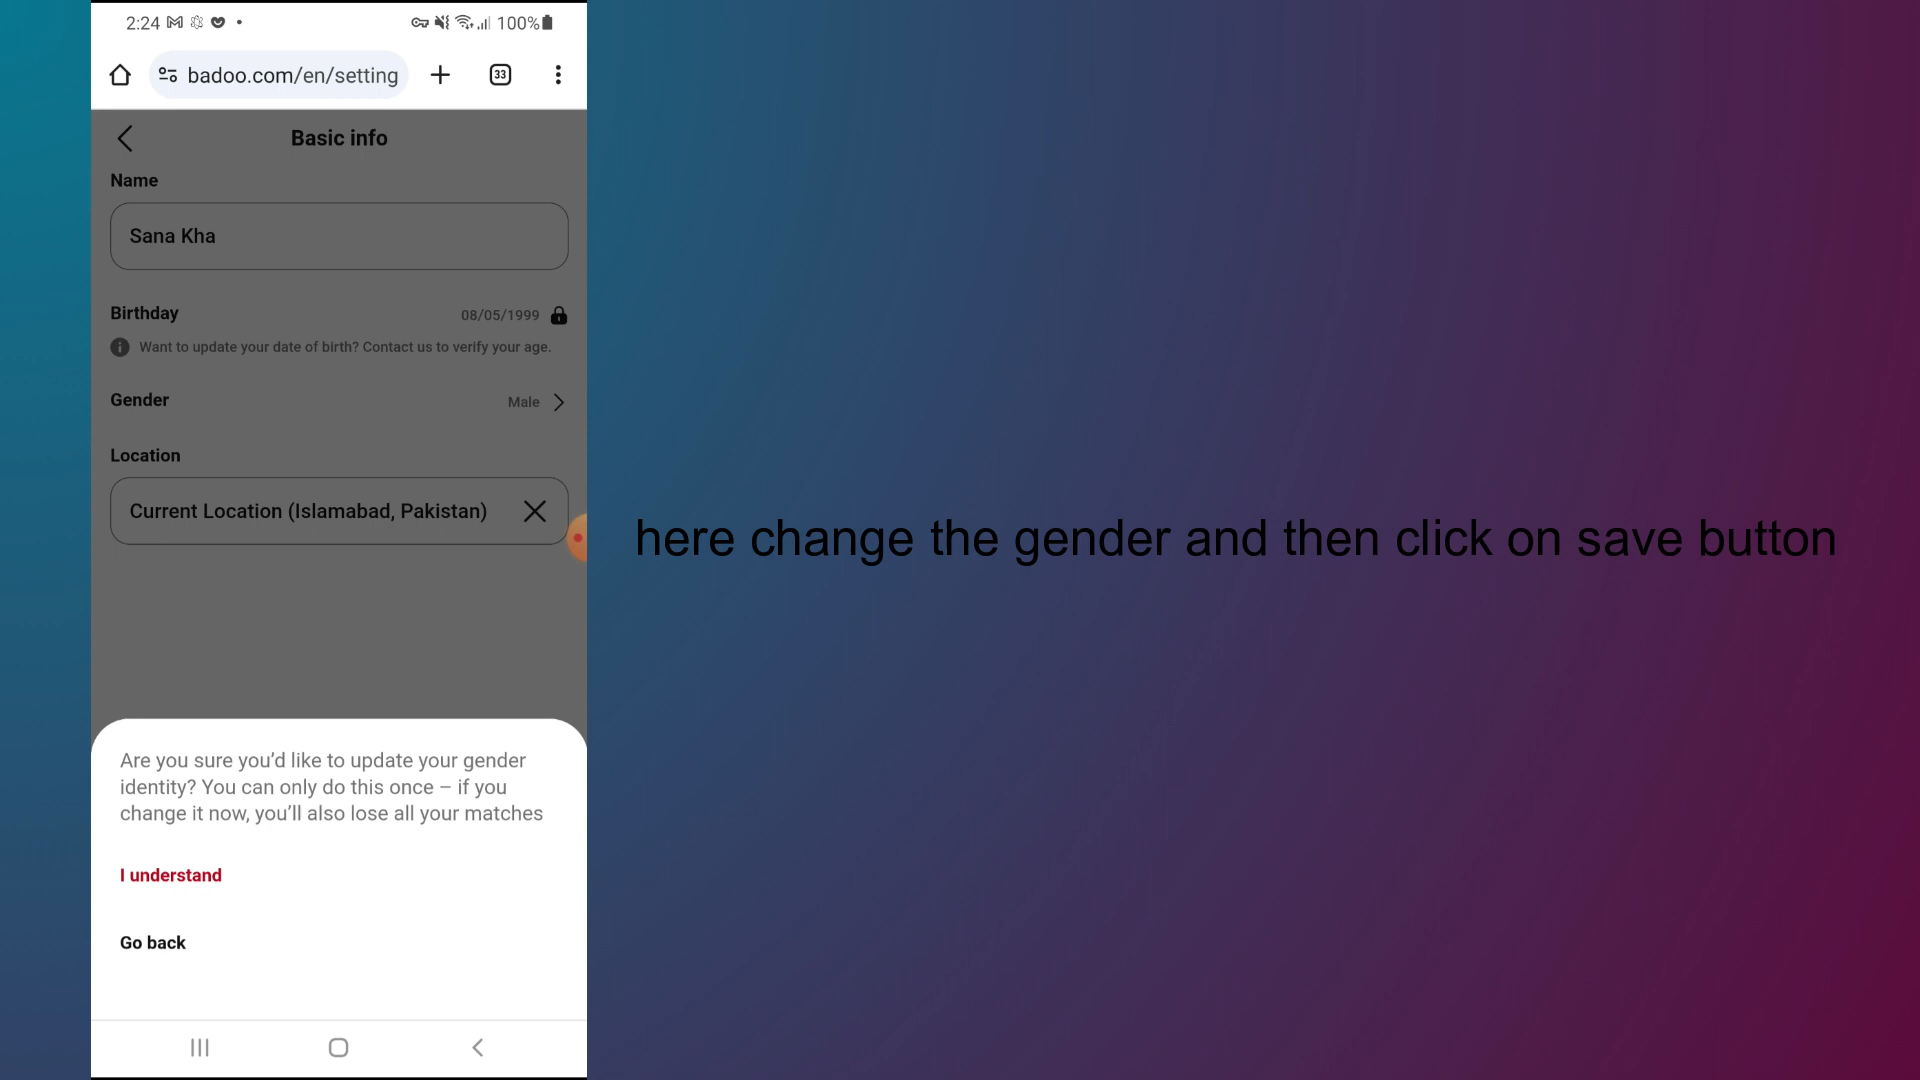 2:24
100%
badoo.com/en/setting
33
Basic info
Name
Sana Kha
Birthday
08/05/1999
Want to update your date of birth? Contact us to verify your age.
Gender
Male
Location
Current Location (Islamabad, Pakistan)
here change the gender and then click on save button
Are you sure you’d like to update your gender
identity? You can only do this once – if you
change it now, you’ll also lose all your matches
I understand
Go back